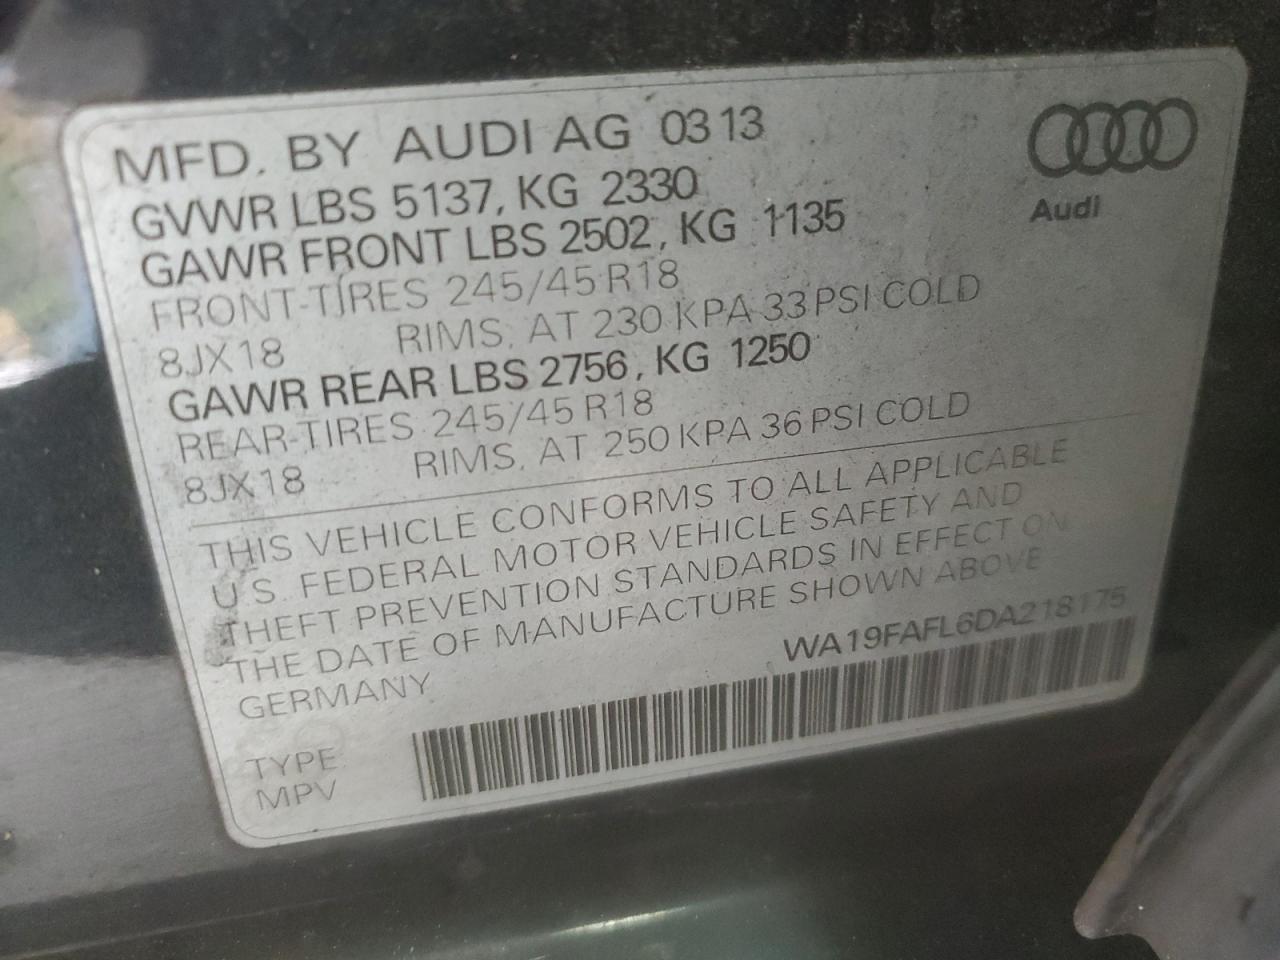 MFD. BY AUDI AG 03 13
GVWR LBS 5137, KG 2330
GAWR FRONT LBS 2502, KG 1135
FRONT-TIRES 245/45 R18
8JX18 RIMS, AT 230 KPA 33 PSI COLD
GAWR REAR LBS 2756, KG 1250
REAR-TIRES 245/45 R18
8JX18 RIMS, AT 250 KPA 36 PSI COLD
THIS VEHICLE CONFORMS TO ALL APPLICABLE
U.S. FEDERAL MOTOR VEHICLE SAFETY AND
THEFT PREVENTION STANDARDS IN EFFECT ON
THE DATE OF MANUFACTURE SHOWN ABOVE
WA19FAFL6DA218175
GERMANY
TYPE:
MPV
Audi